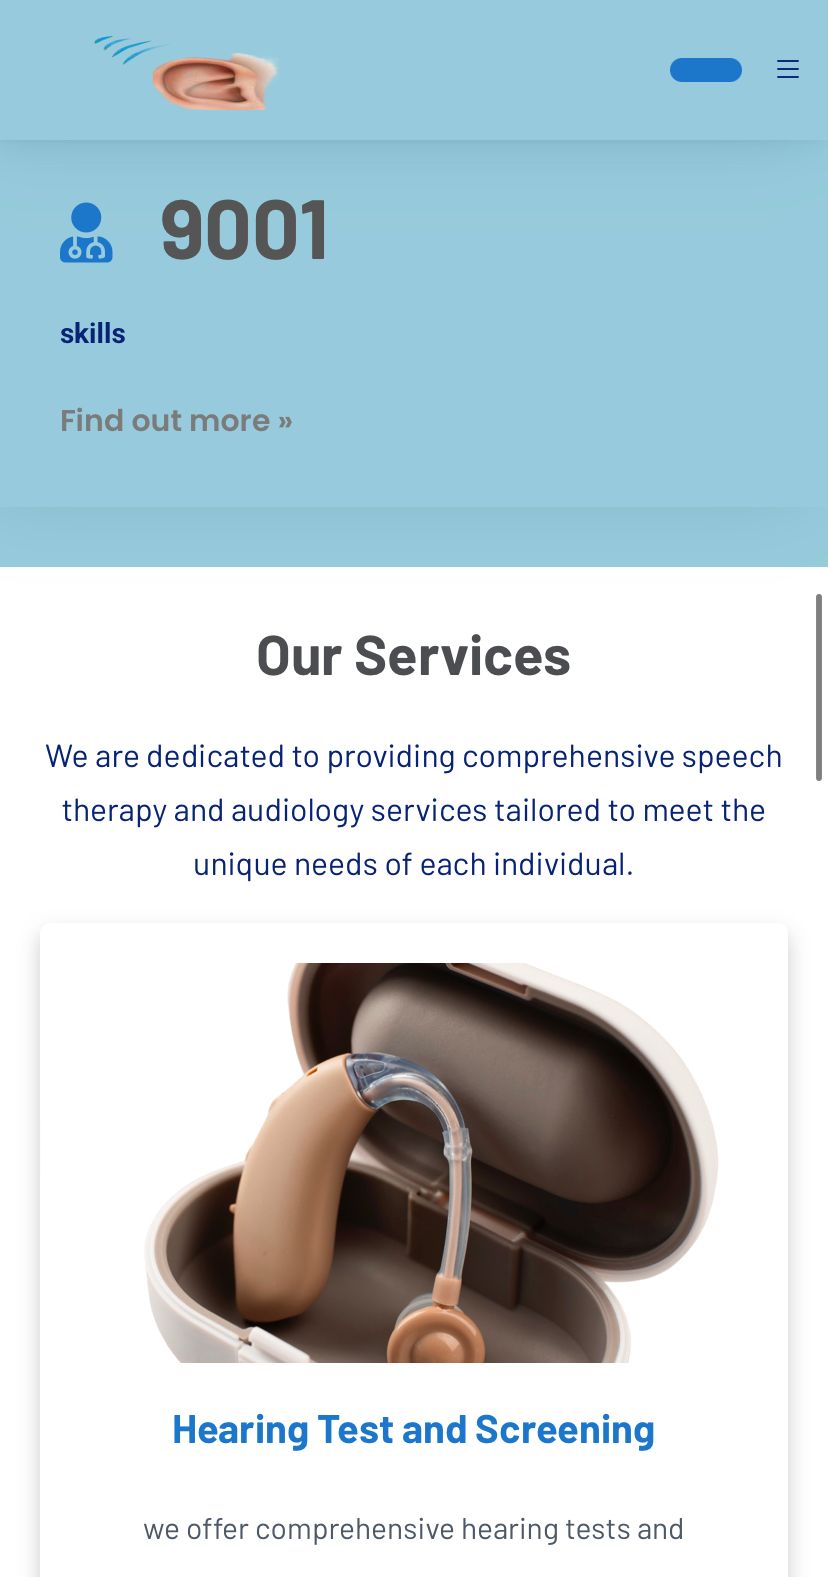 9001
skills
Find out more »
Our Services
We are dedicated to providing comprehensive speech
therapy and audiology services tailored to meet the
unique needs of each individual.
Hearing Test and Screening
we offer comprehensive hearing tests and